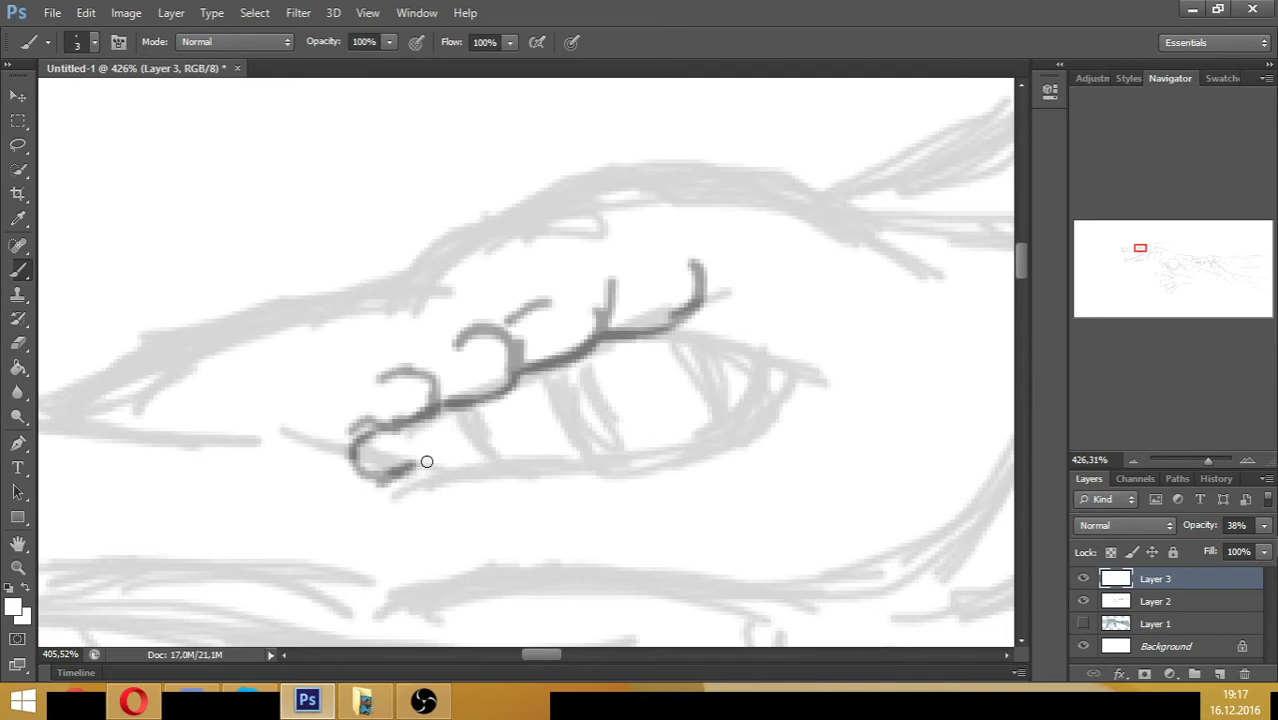 Ps File Edit Image Layer Type Select Filter 3D View Window Help
3 Mode: Normal Opacity: 100% Flow: 100% Essentials
Untitled-1 @ 426% (Layer 3, RGB/8) * ×
Adjustm Styles Navigator Swatche
426,31%
Layers Channels Paths History
Kind
Normal Opacity: 38%
Lock: Fill: 100%
Layer 3
Layer 2
Layer 1
Background
405,52% Doc: 17,0M/21,1M
Timeline
Ps
19:17
16.12.2016